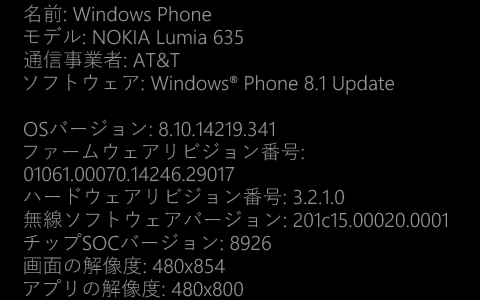 名前: Windows Phone
モデル: NOKIA Lumia 635
通信事業者: AT&T
ソフトウェア: Windows® Phone 8.1 Update
OSバージョン: 8.10.14219.341
ファームウェアリビジョン番号:
01061.00070.14246.29017
ハードウェアリビジョン番号: 3.2.1.0
無線ソフトウェアバージョン: 201c15.00020.0001
チップSOCバージョン: 8926
画面の解像度: 480x854
アプリの解像度: 480x800